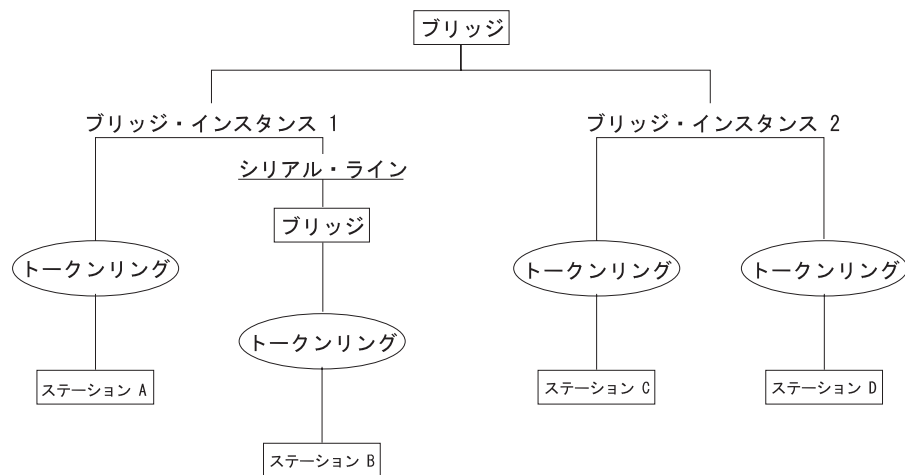 ブリッジ
ブリッジ・インスタンス 1
ブリッジ・インスタンス 2
シリアル・ライン
ブリッジ
トークンリング
トークンリング
トークンリング
トークンリング
ステーション A
ステーション C
ステーション D
ステーション B